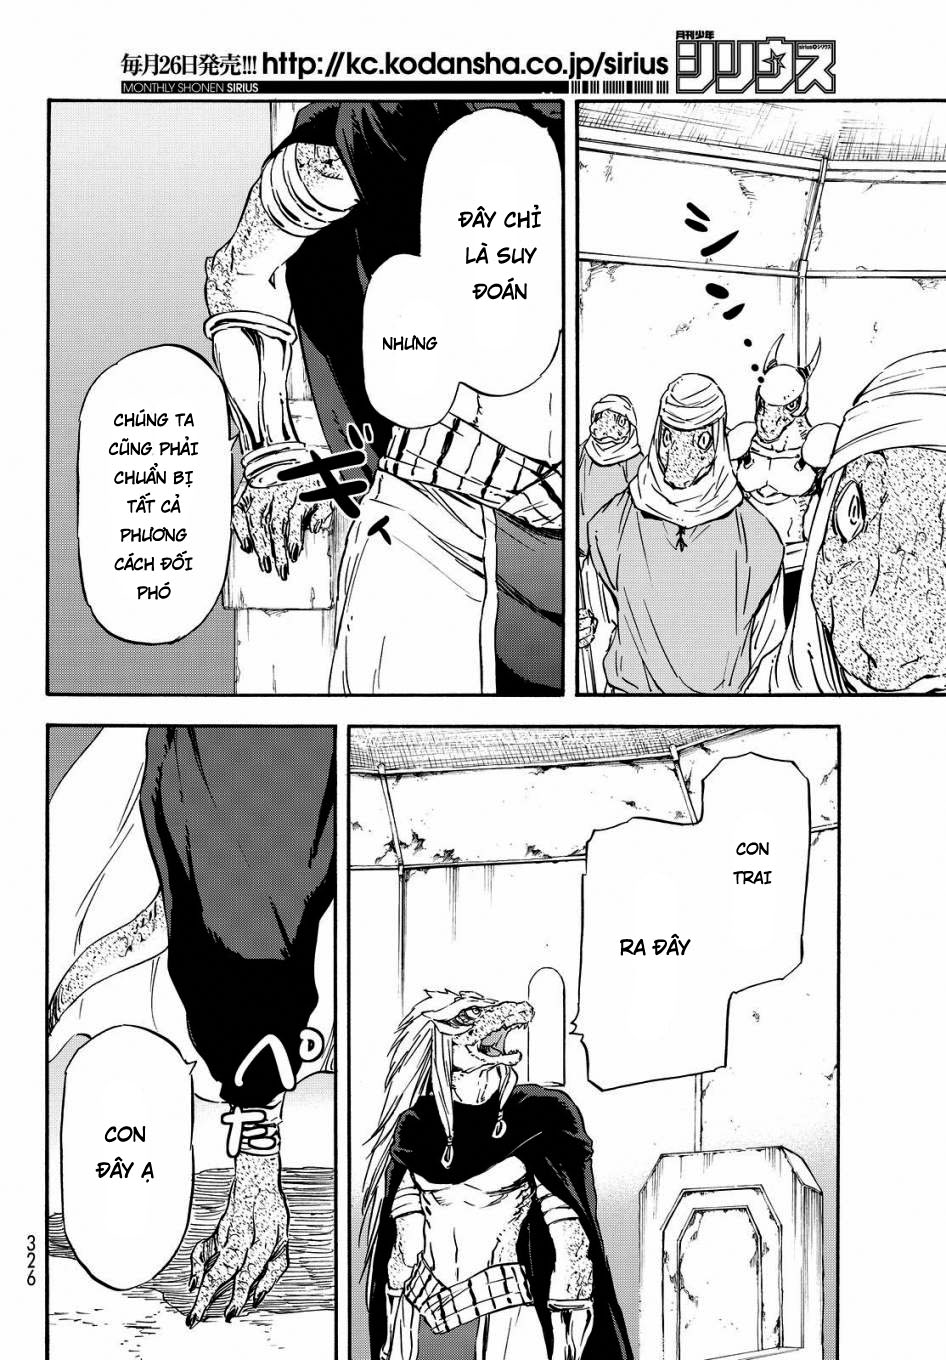 毎月26日発売!!! http://kc.kodansha.co.jp/sirius
MONTHLY SHONEN SIRIUS
月刊少年
シリウス
シン
ĐÂY CHỈ
LÀ SUY
ĐOÁN
NHƯNG
CHÚNG TA
CŨNG PHẢI
CHUẨN BỊ
TẤT CẢ
PHƯƠNG
CÁCH ĐỐI
PHÓ
ギィ
CON
TRAI
RA ĐÂY
ペた
CON
ĐÂY Ạ
326